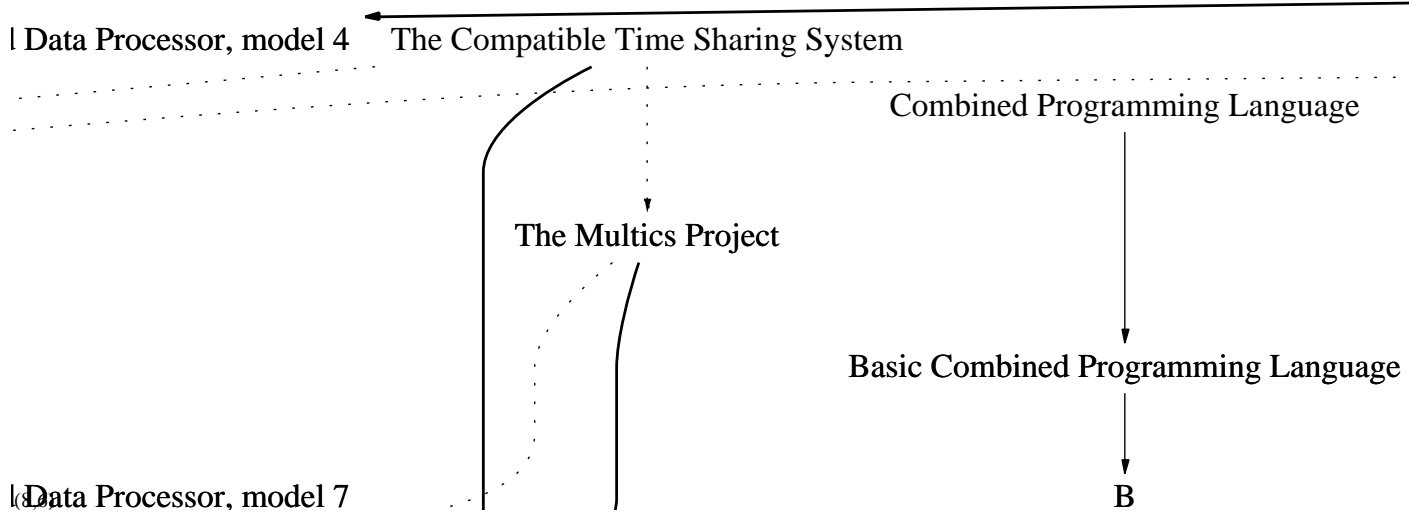 l Data Processor, model 4
The Compatible Time Sharing System
Combined Programming Language
The Multics Project
Basic Combined Programming Language
l Data Processor, model 7
B